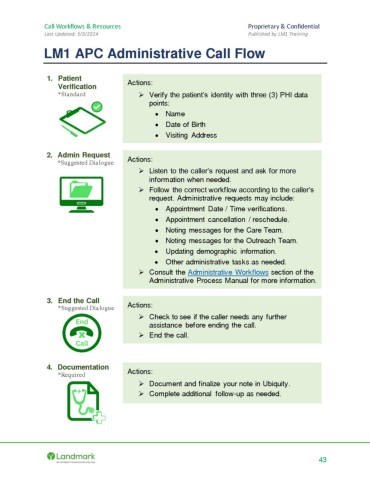 Call Workflows & Resources
Proprietary & Confidential
Last Updated: 5/3/2024
Published by LM1 Training
LM1 APC Administrative Call Flow
1. Patient
Verification
*Standard
Actions:
➢ Verify the patient's identity with three (3) PHI data
points:
• Name
• Date of Birth
• Visiting Address
2. Admin Request
*Suggested Dialogue
Actions:
➢ Listen to the caller's request and ask for more
information when needed.
➢ Follow the correct workflow according to the caller's
request. Administrative requests may include:
• Appointment Date / Time verifications.
• Appointment cancellation / reschedule.
• Noting messages for the Care Team.
• Noting messages for the Outreach Team.
• Updating demographic information.
• Other administrative tasks as needed.
➢ Consult the Administrative Workflows section of the
Administrative Process Manual for more information.
3. End the Call
*Suggested Dialogue
End
Call
Actions:
➢ Check to see if the caller needs any further
assistance before ending the call.
➢ End the call.
4. Documentation
*Required
Actions:
➢ Document and finalize your note in Ubiquity.
➢ Complete additional follow-up as needed.
Landmark
43